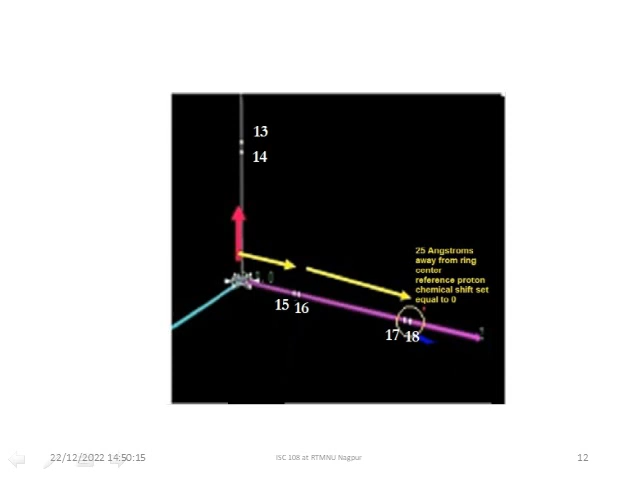 13
14
25 Angstroms
away from ring
center
reference proton
chemical shift set
equal to 0
15 16
17 18
22/12/2022 14:50:15
ISC 108 at RTMNU Nagpur
12